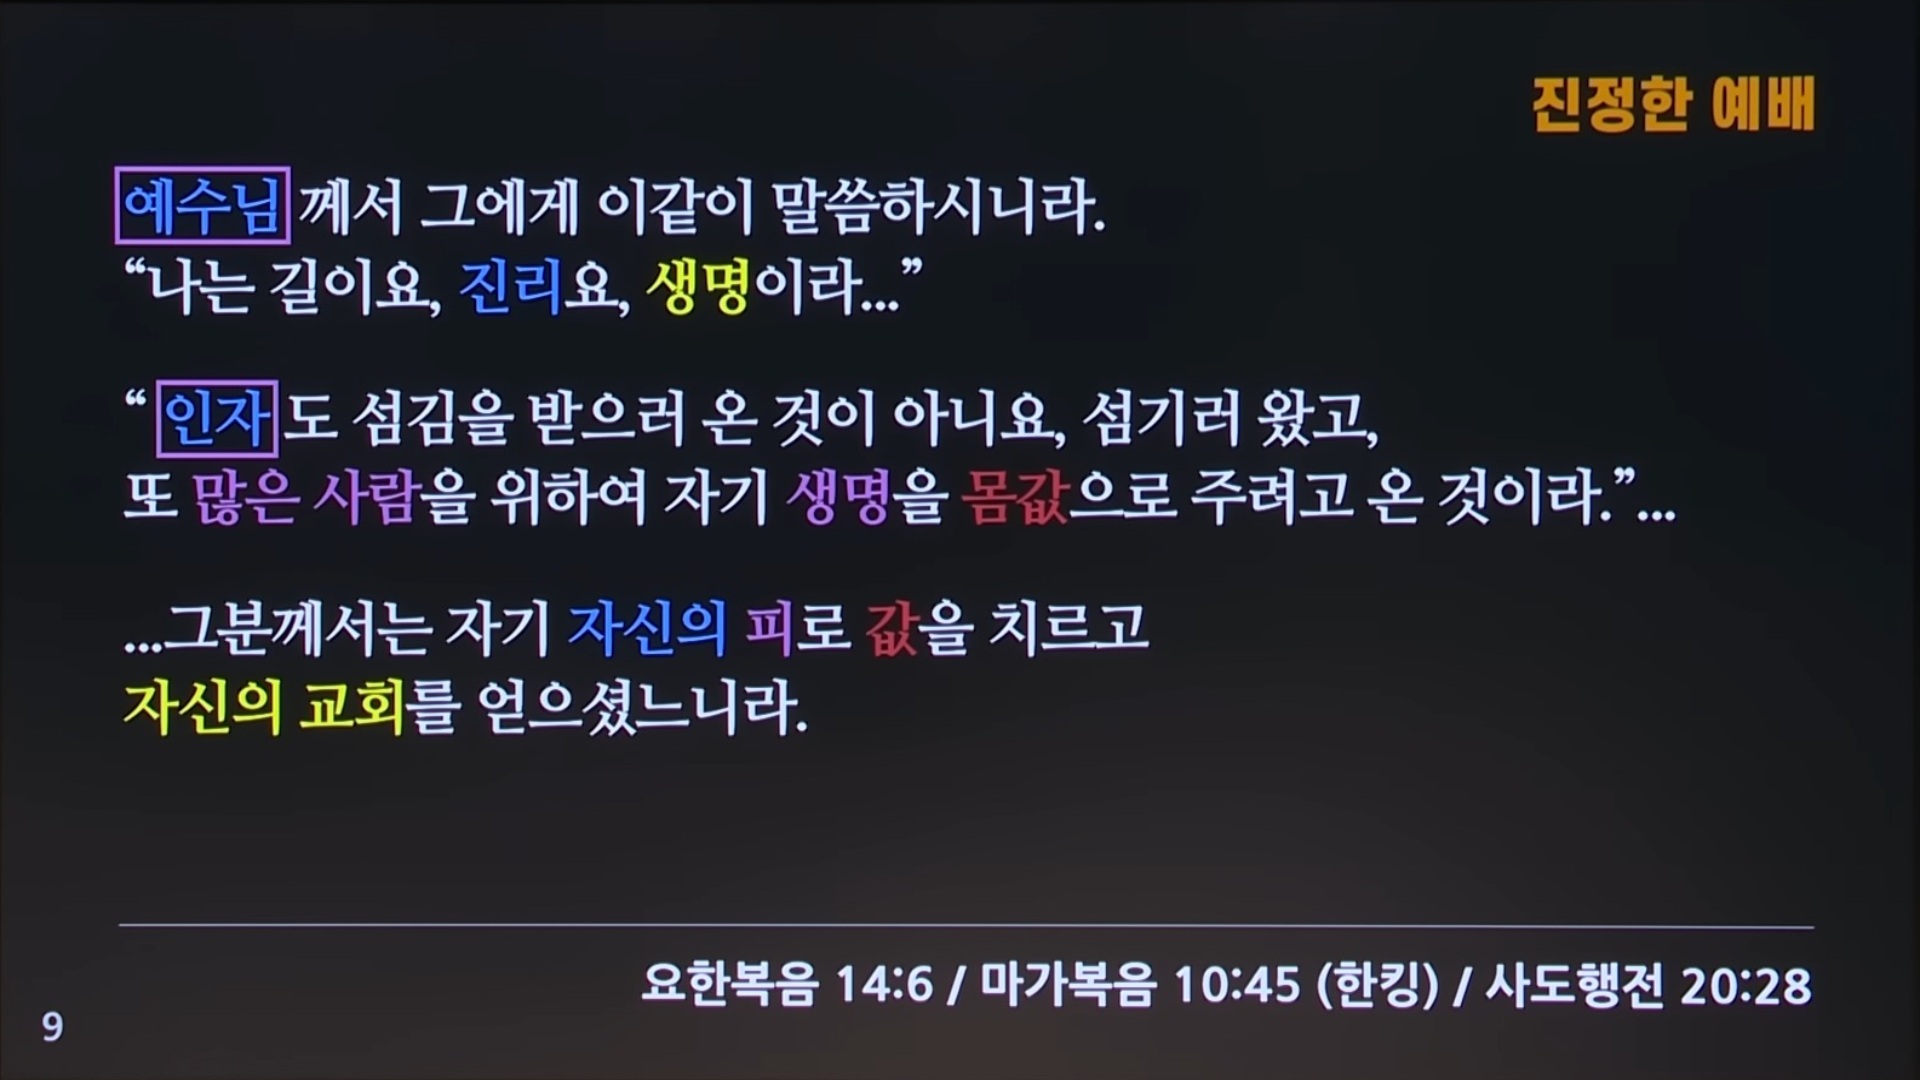 진정한 예배
예수님께서 그에게 이같이 말씀하시니라.
“나는 길이요, 진리요, 생명이라...”
“인자도 섬김을 받으러 온 것이 아니요, 섬기러 왔고,
또 많은 사람을 위하여 자기 생명을 몸값으로 주려고 온 것이라.”...
...그분께서는 자기 자신의 피로 값을 치르고
자신의 교회를 얻으셨느니라.
요한복음 14:6 / 마가복음 10:45 (한킹) / 사도행전 20:28
9